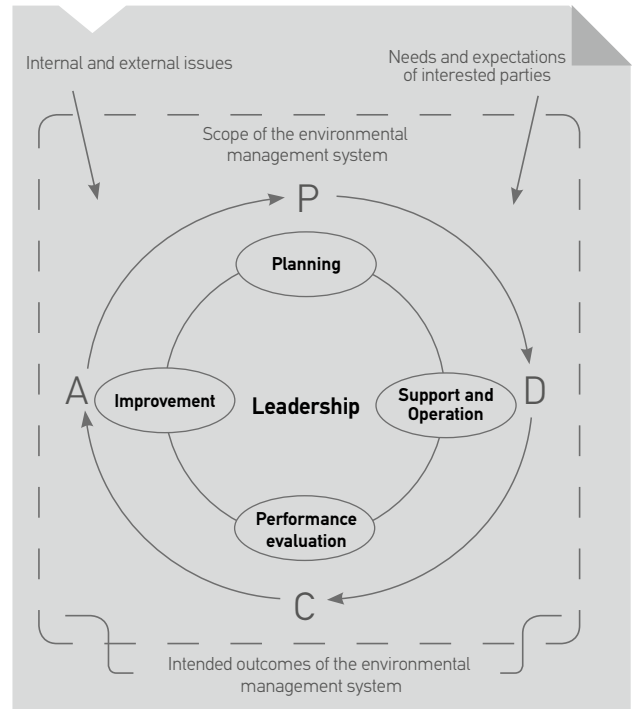 Internal and external issues
Needs and expectations
of interested parties
Scope of the environmental
management system
P
Planning
A
Improvement
Leadership
Support and
Operation
D
Performance
evaluation
C
Intended outcomes of the environmental
management system